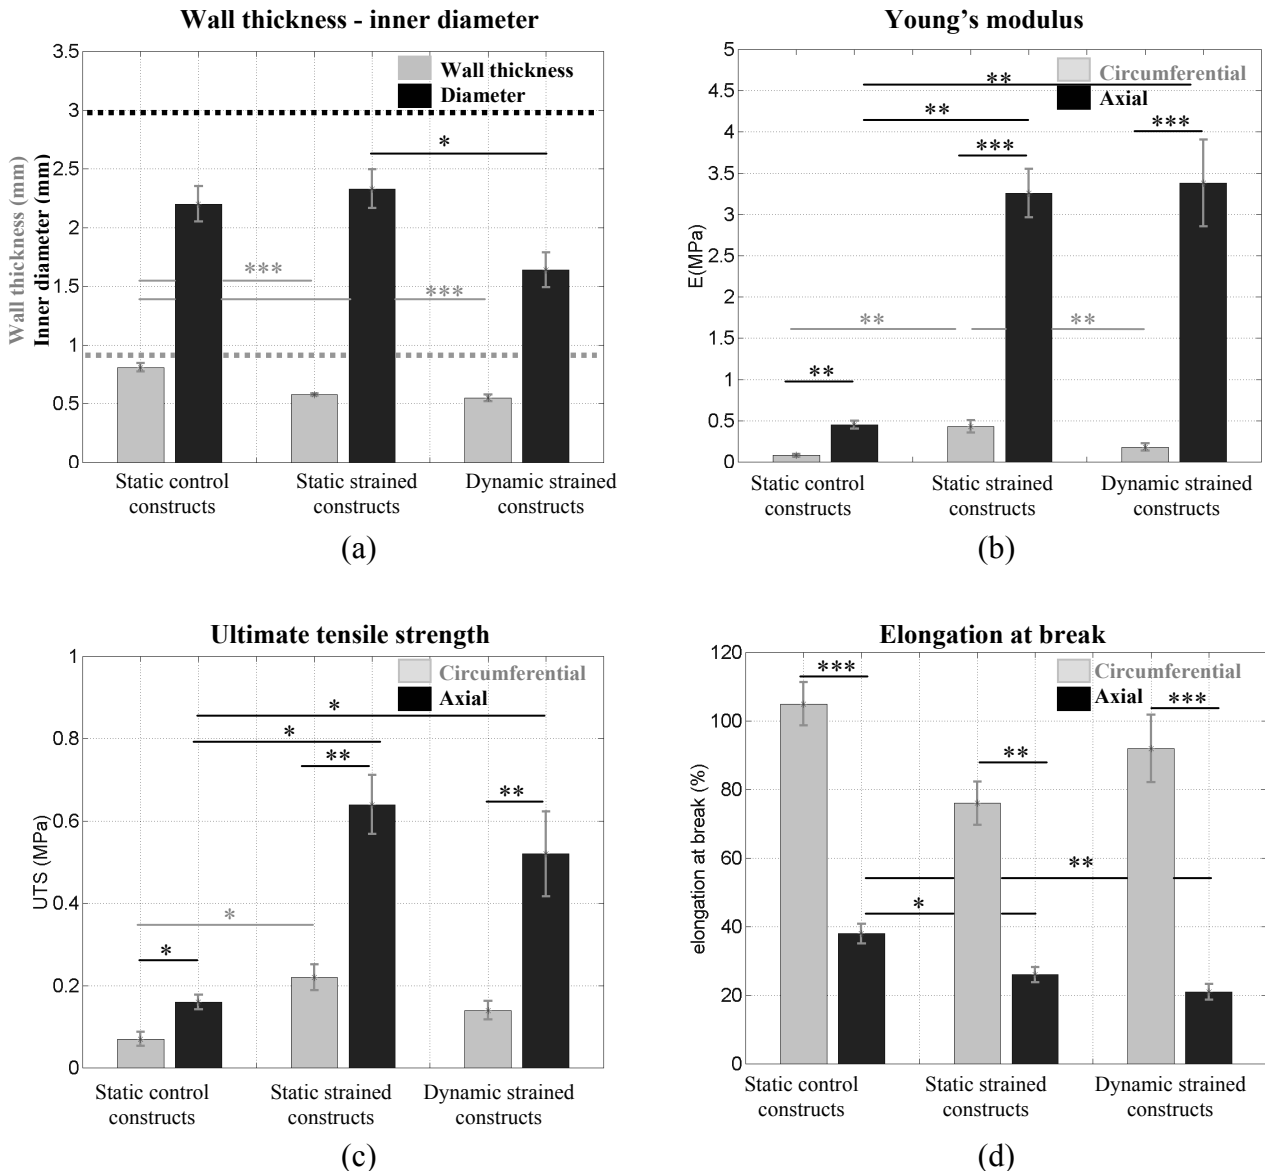 Wall thickness - inner diameter
3.5
3
2.5
2
1.5
1
0.5
0
Wall thickness (mm)
Inner diameter (mm)
Wall thickness
Diameter
*
***
***
Static control constructs
Static strained constructs
Dynamic strained constructs
(a)
Young’s modulus
5
4.5
4
3.5
3
2.5
2
1.5
1
0.5
0
E(MPa)
Circumferential
Axial
**
**
***
***
**
**
**
Static control constructs
Static strained constructs
Dynamic strained constructs
(b)
Ultimate tensile strength
1
0.8
0.6
0.4
0.2
0
UTS (MPa)
Circumferential
Axial
*
*
**
**
*
*
Static control constructs
Static strained constructs
Dynamic strained constructs
(c)
Elongation at break
120
100
80
60
40
20
0
elongation at break (%)
Circumferential
Axial
***
***
**
**
*
Static control constructs
Static strained constructs
Dynamic strained constructs
(d)